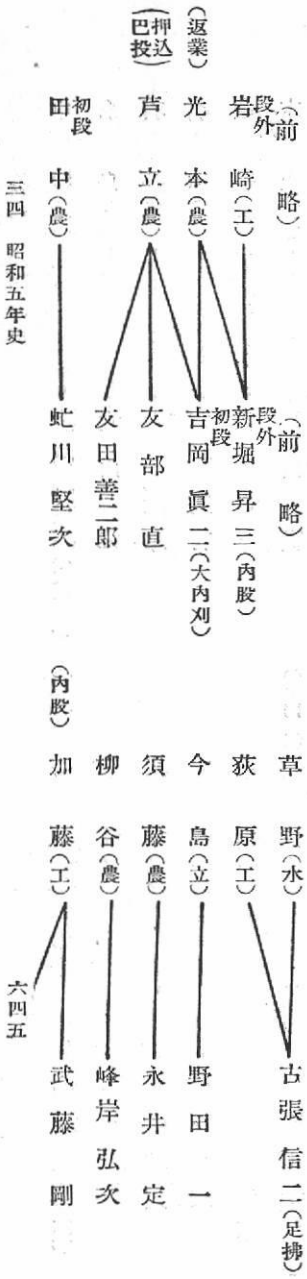 (前略) (前略)
段外 段外
岩崎(工) 新堀昇三(內股)
初段
(返業) 光本(農) 吉岡眞二(大內刈)
(押込
巴投) 芦立(農) 友部直
友田善二郎
初段
田中(農) 虻川堅次
草野(水) 古張信二(足拂)
荻原(工)
今島(立) 野田一
須藤(農) 永井定
柳谷(農) 峰岸弘次
(內股) 加藤(工) 武藤剛
三四 昭和五年史 六四五